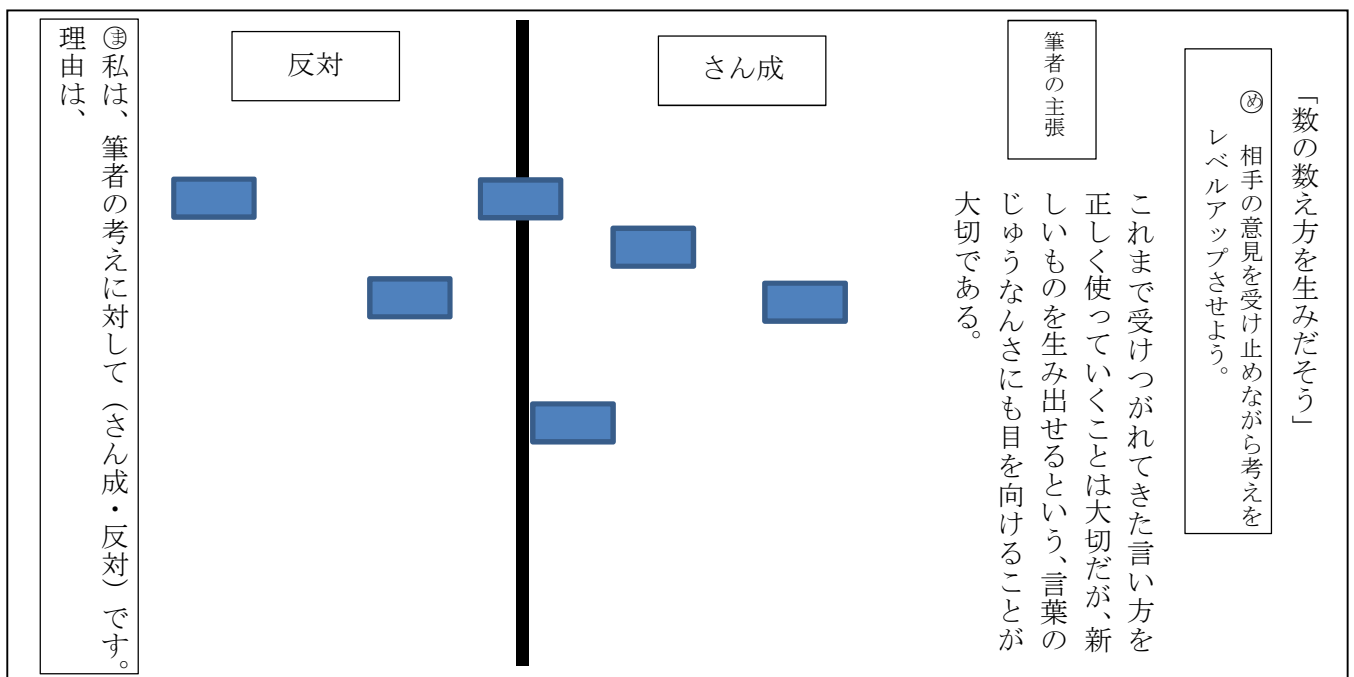 「数の数え方を生みだそう」
㋱ 相手の意見を受け止めながら考えを
レベルアップさせよう。
筆者の主張
これまで受けつがれてきた言い方を
正しく使っていくことは大切だが、新
しいものを生み出せるという、言葉の
じゅうなんさにも目を向けることが
大切である。
さん成
反対
㋮私は、筆者の考えに対して（さん成・反対）です。
理由は、